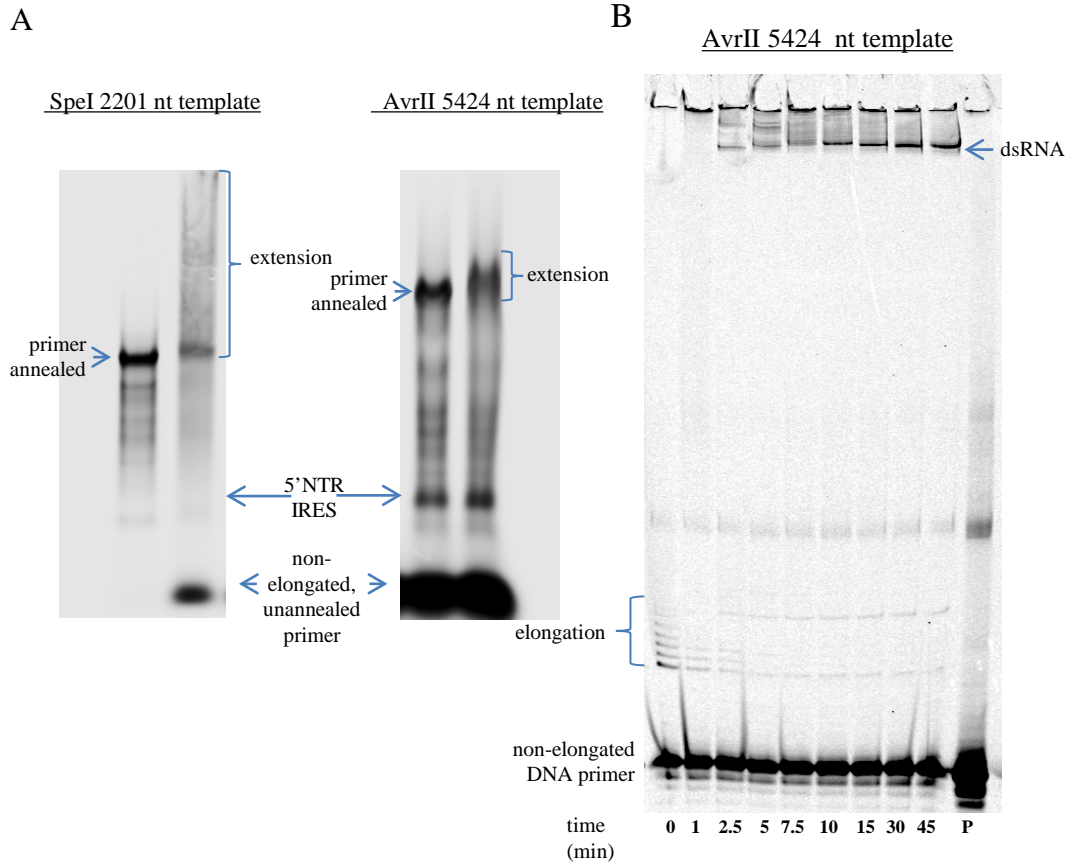 A
B
AvrII 5424 nt template
SpeI 2201 nt template
AvrII 5424 nt template
dsRNA
extension
primer
annealed
extension
primer
annealed
5'NTR
IRES
non-
elongated,
unannealed
primer
elongation
non-elongated
DNA primer
time
(min)
0 1 2.5 5 7.5 10 15 30 45 P